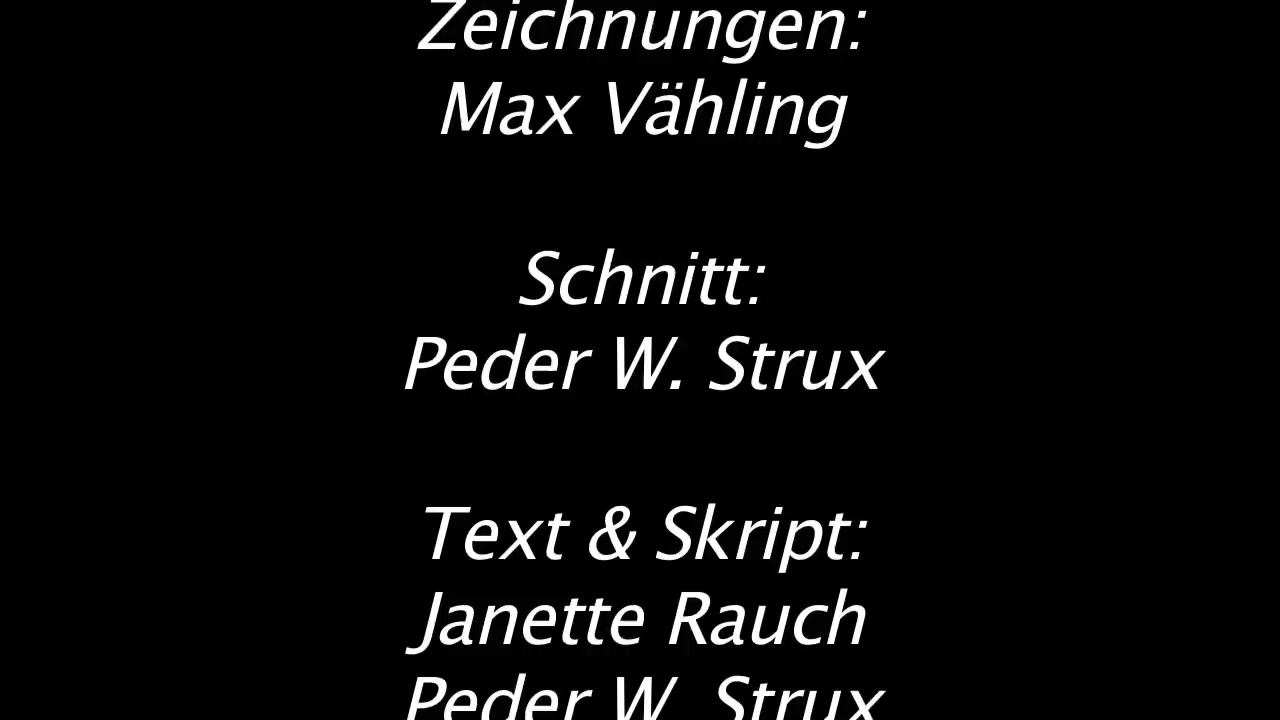 Zeichnungen:
Max Vähling
Schnitt:
Peder W. Strux
Text & Skript:
Janette Rauch
Peder W. Strux